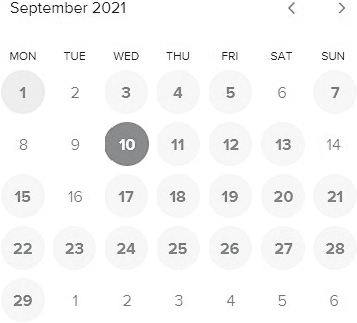 September 2021 < >
MON TUE WED THU FRI SAT SUN
1 2 3 4 5 6 7
8 9 10 11 12 13 14
15 16 17 18 19 20 21
22 23 24 25 26 27 28
29 1 2 3 4 5 6